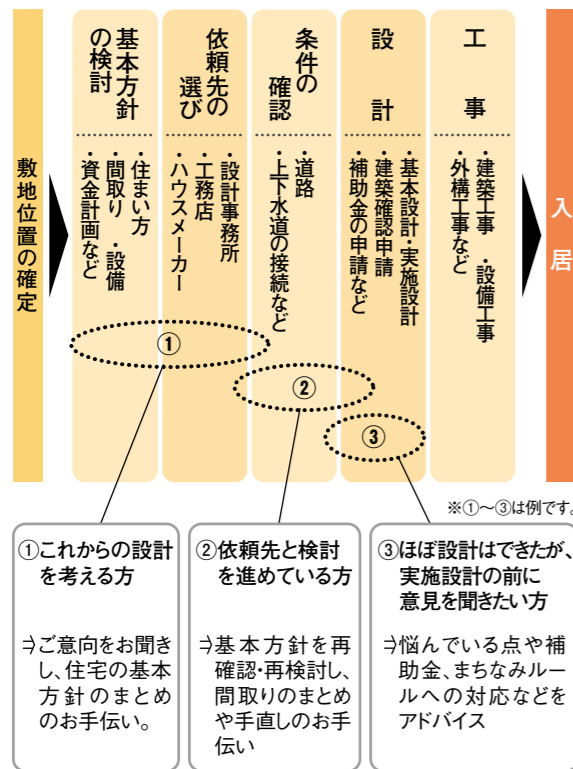 敷地位置の確定
基本方針
の検討
・住まい方
・間取り ・設備
・資金計画など
依頼先の
選び
・設計事務所
・工務店
・ハウスメーカー
条件の
確認
・道路
・上下水道の接続など
設計
・基本設計・実施設計
・建築確認申請
・補助金の申請など
工事
・建築工事 ・設備工事
・外構工事など
入居
①
②
③
※①〜③は例です。
①これからの設計
を考える方
⇒ご意向をお聞き
し、住宅の基本
方針のまとめ
のお手伝い。
②依頼先と検討
を進めている方
⇒基本方針を再
確認・再検討し、
間取りのまとめ
や手直しのお手
伝い
③ほぼ設計はできたが、
実施設計の前に
意見を聞きたい方
⇒悩んでいる点や補
助金、まちなみルー
ルへの対応などを
アドバイス